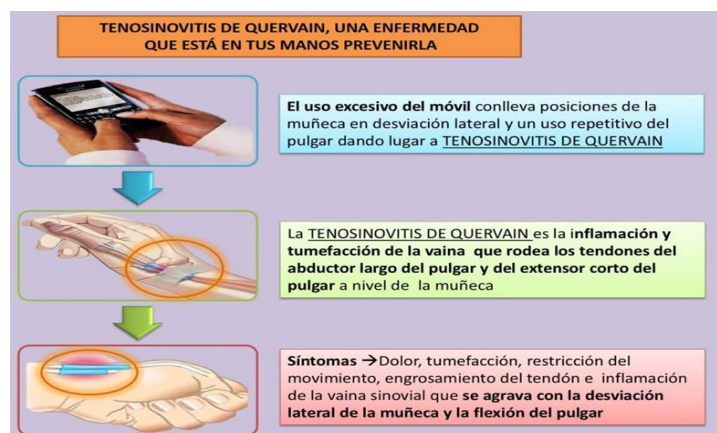 TENOSINOVITIS DE QUERVAIN, UNA ENFERMEDAD
QUE ESTÁ EN TUS MANOS PREVENIRLA
El uso excesivo del móvil conlleva posiciones de la
muñeca en desviación lateral y un uso repetitivo del
pulgar dando lugar a TENOSINOVITIS DE QUERVAIN
La TENOSINOVITIS DE QUERVAIN es la inflamación y
tumefacción de la vaina que rodea los tendones del
abductor largo del pulgar y del extensor corto del
pulgar a nivel de la muñeca
Síntomas →Dolor, tumefacción, restricción del
movimiento, engrosamiento del tendón e inflamación
de la vaina sinovial que se agrava con la desviación
lateral de la muñeca y la flexión del pulgar